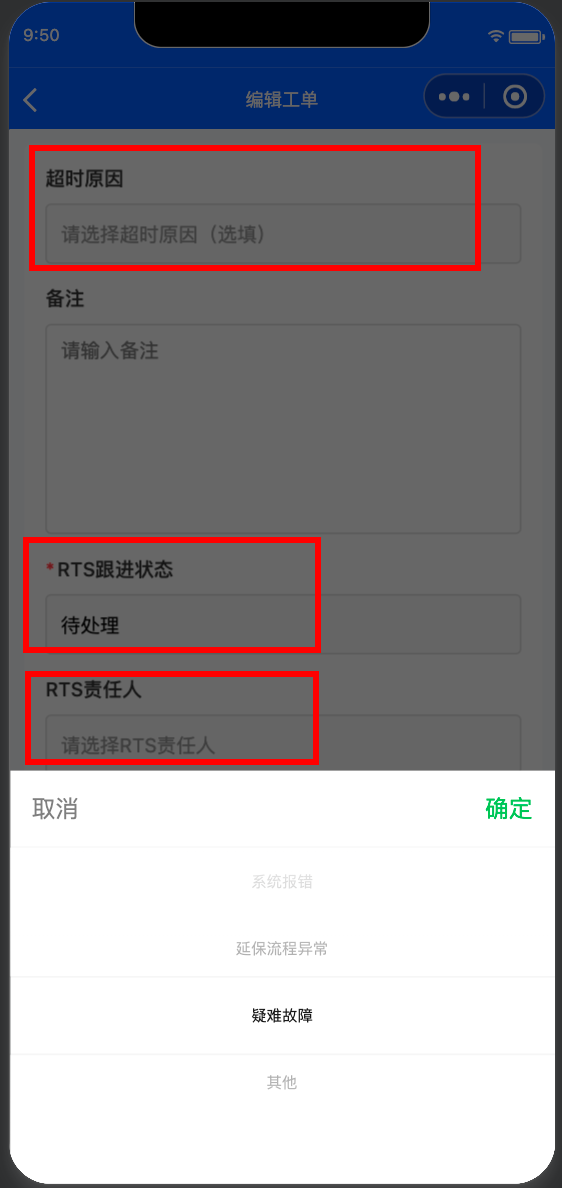 9:50
编辑工单
超时原因
请选择超时原因（选填）
备注
请输入备注
*RTS跟进状态
待处理
RTS责任人
请选择RTS责任人
取消 确定
系统报错
延保流程异常
疑难故障
其他